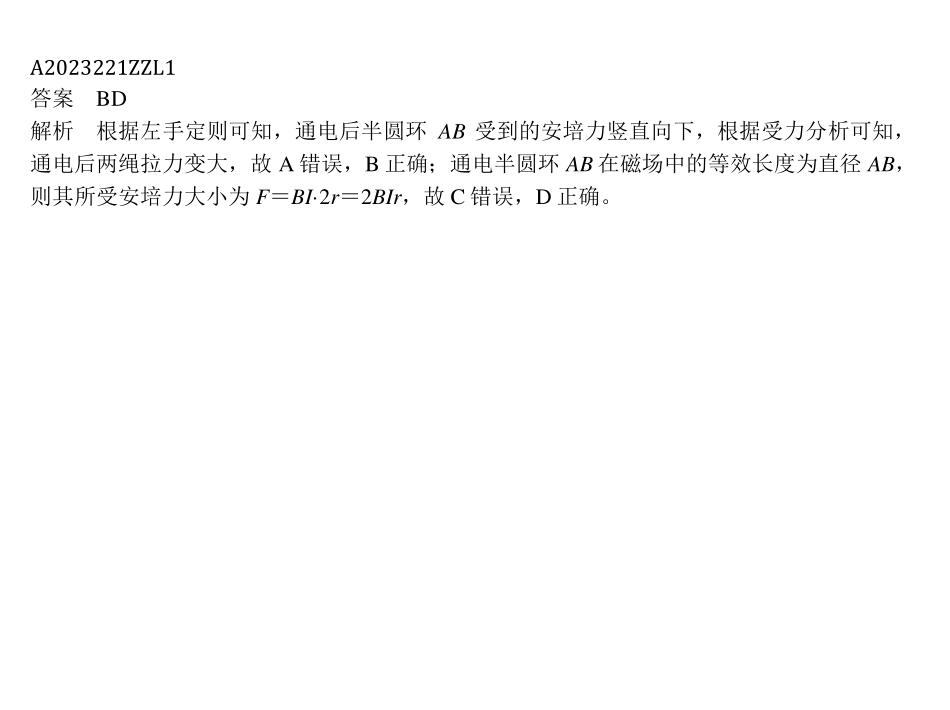 A2023221ZZL1
答案　BD
解析　根据左手定则可知，通电后半圆环 AB 受到的安培力竖直向下，根据受力分析可知，
通电后两绳拉力变大，故 A 错误，B 正确；通电半圆环 AB 在磁场中的等效长度为直径 AB，
则其所受安培力大小为 F＝BI·2r＝2BIr，故 C 错误，D 正确。